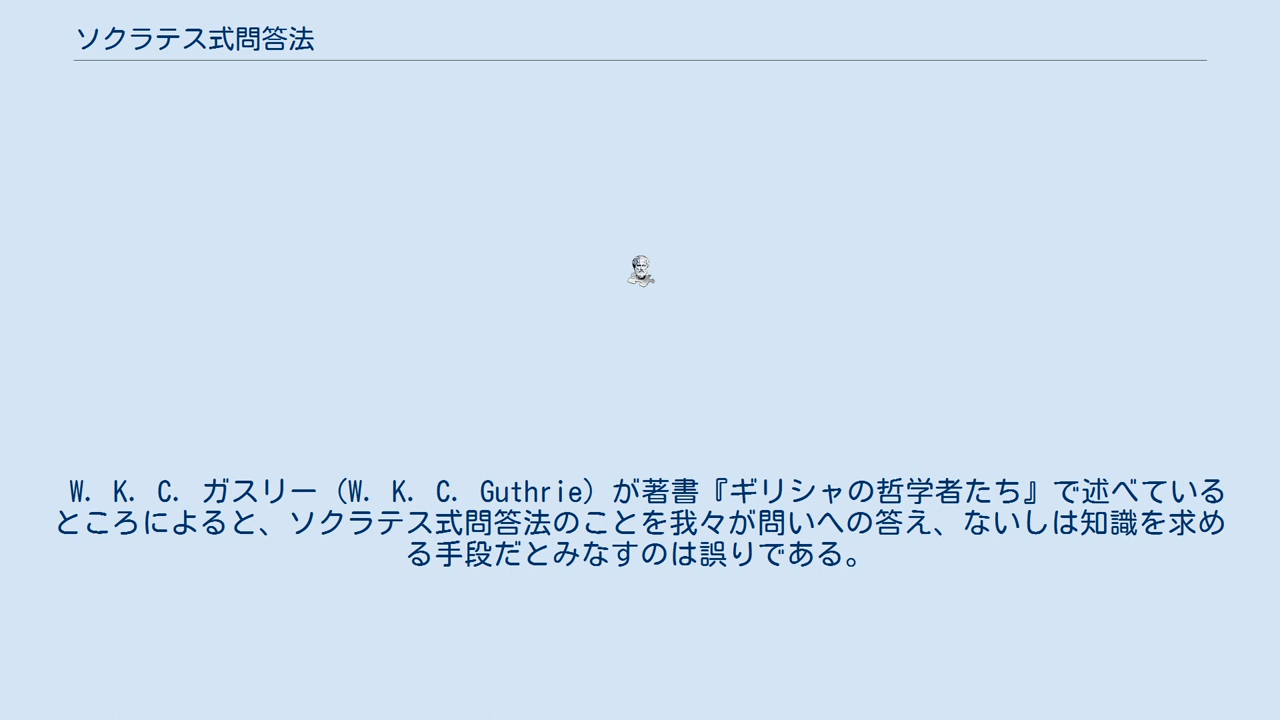 ソクラテス式問答法
W. K. C. ガスリー（W. K. C. Guthrie）が著書『ギリシャの哲学者たち』で述べている
ところによると、ソクラテス式問答法のことを我々が問いへの答え、ないしは知識を求め
る手段だとみなすのは誤りである。